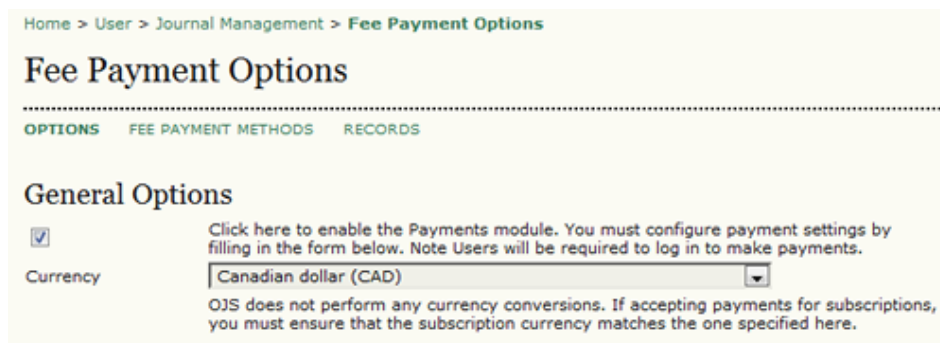 Home > User > Journal Management > Fee Payment Options
Fee Payment Options
OPTIONS FEE PAYMENT METHODS RECORDS
General Options
Click here to enable the Payments module. You must configure payment settings by
filling in the form below. Note Users will be required to log in to make payments.
Currency Canadian dollar (CAD)
OJS does not perform any currency conversions. If accepting payments for subscriptions,
you must ensure that the subscription currency matches the one specified here.